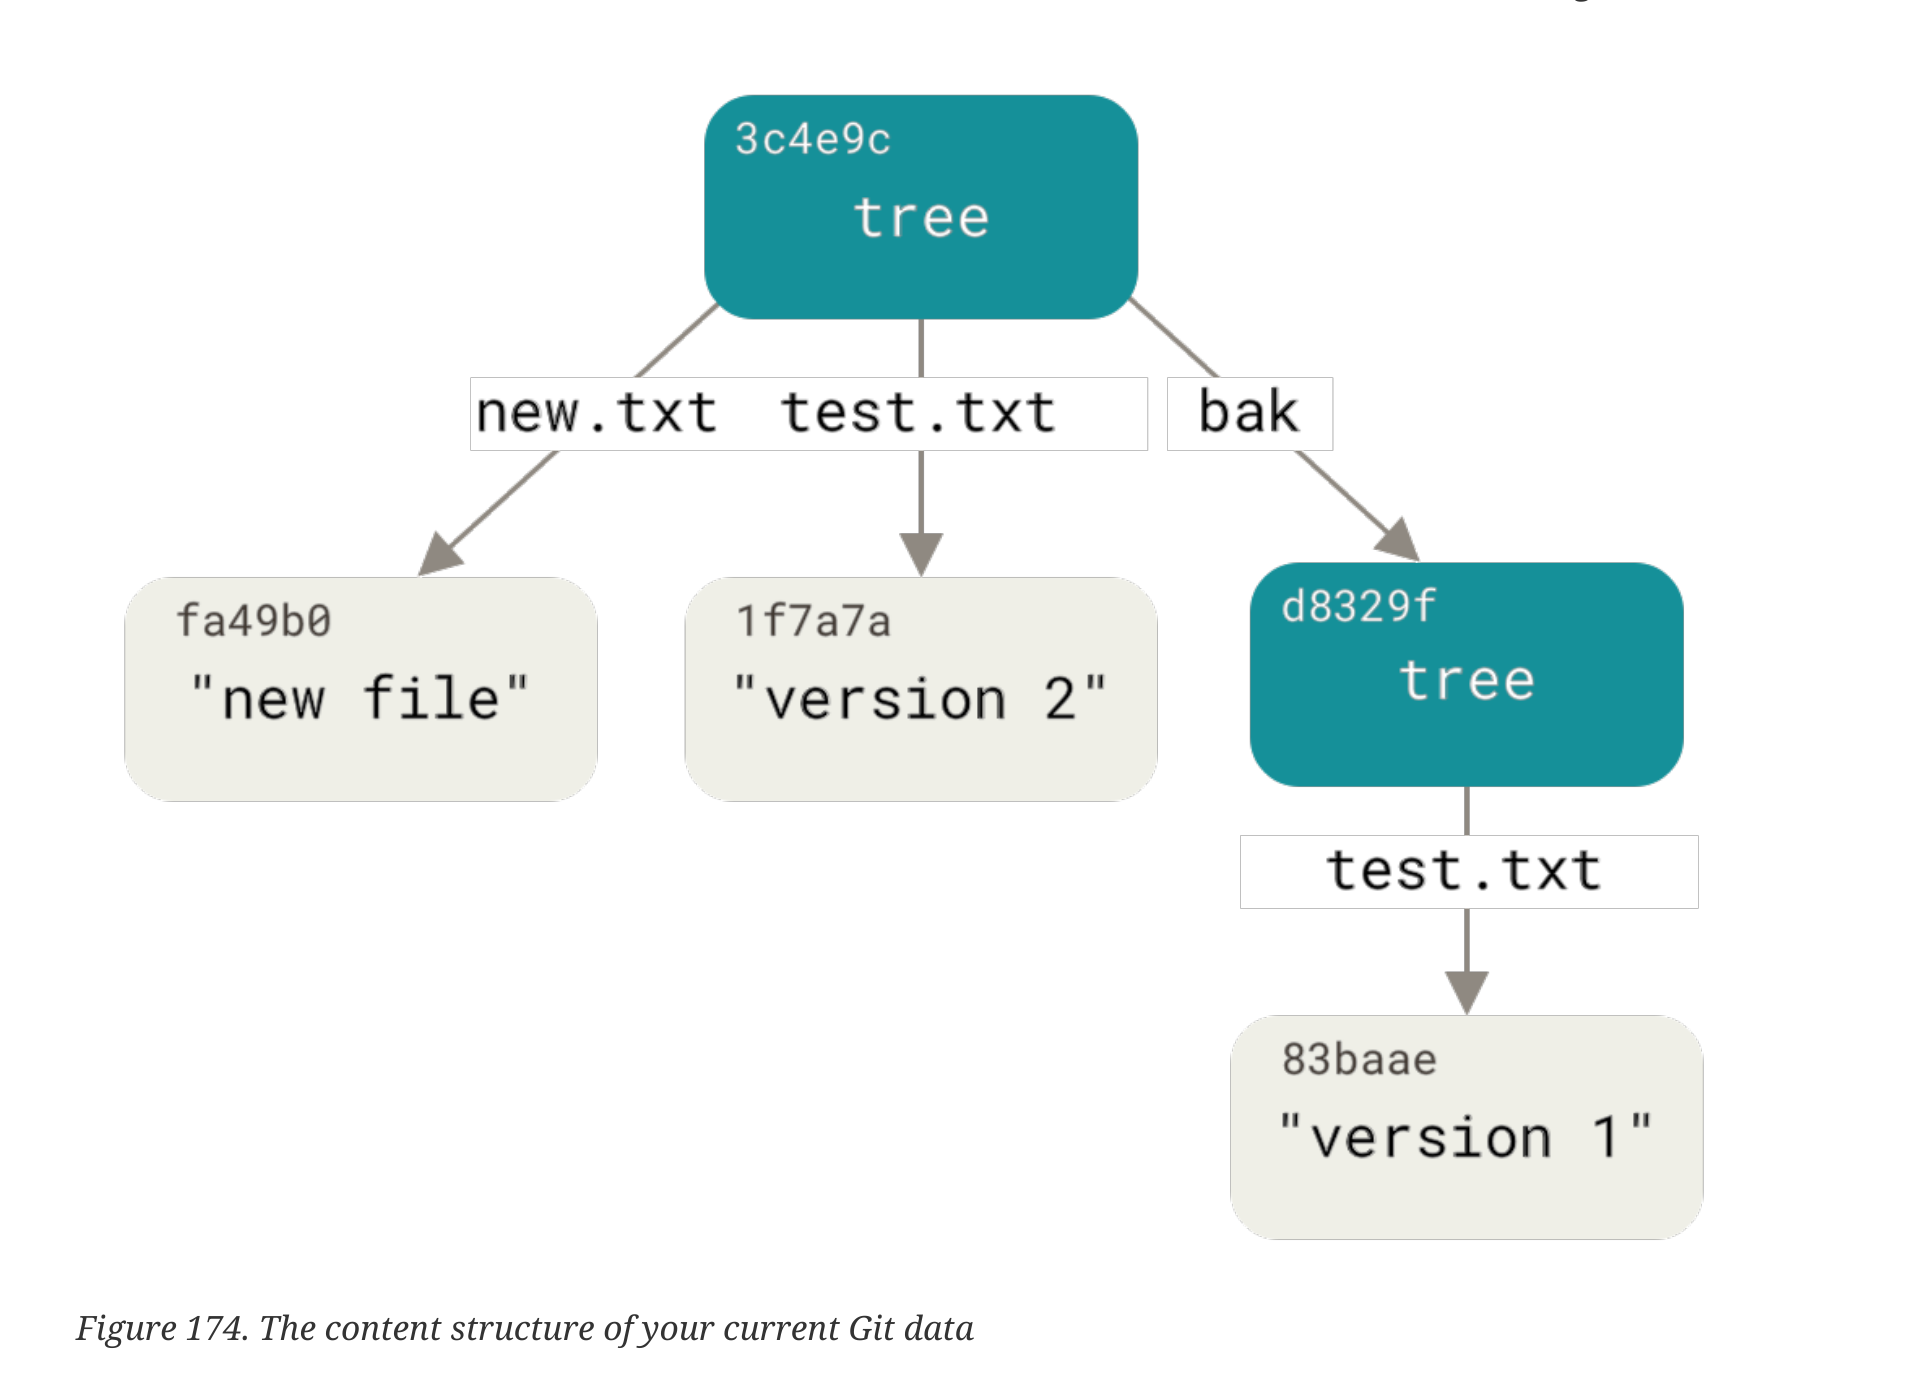 3c4e9c
tree
new.txt test.txt bak
fa49b0
"new file"
1f7a7a
"version 2"
d8329f
tree
test.txt
83baae
"version 1"
Figure 174. The content structure of your current Git data